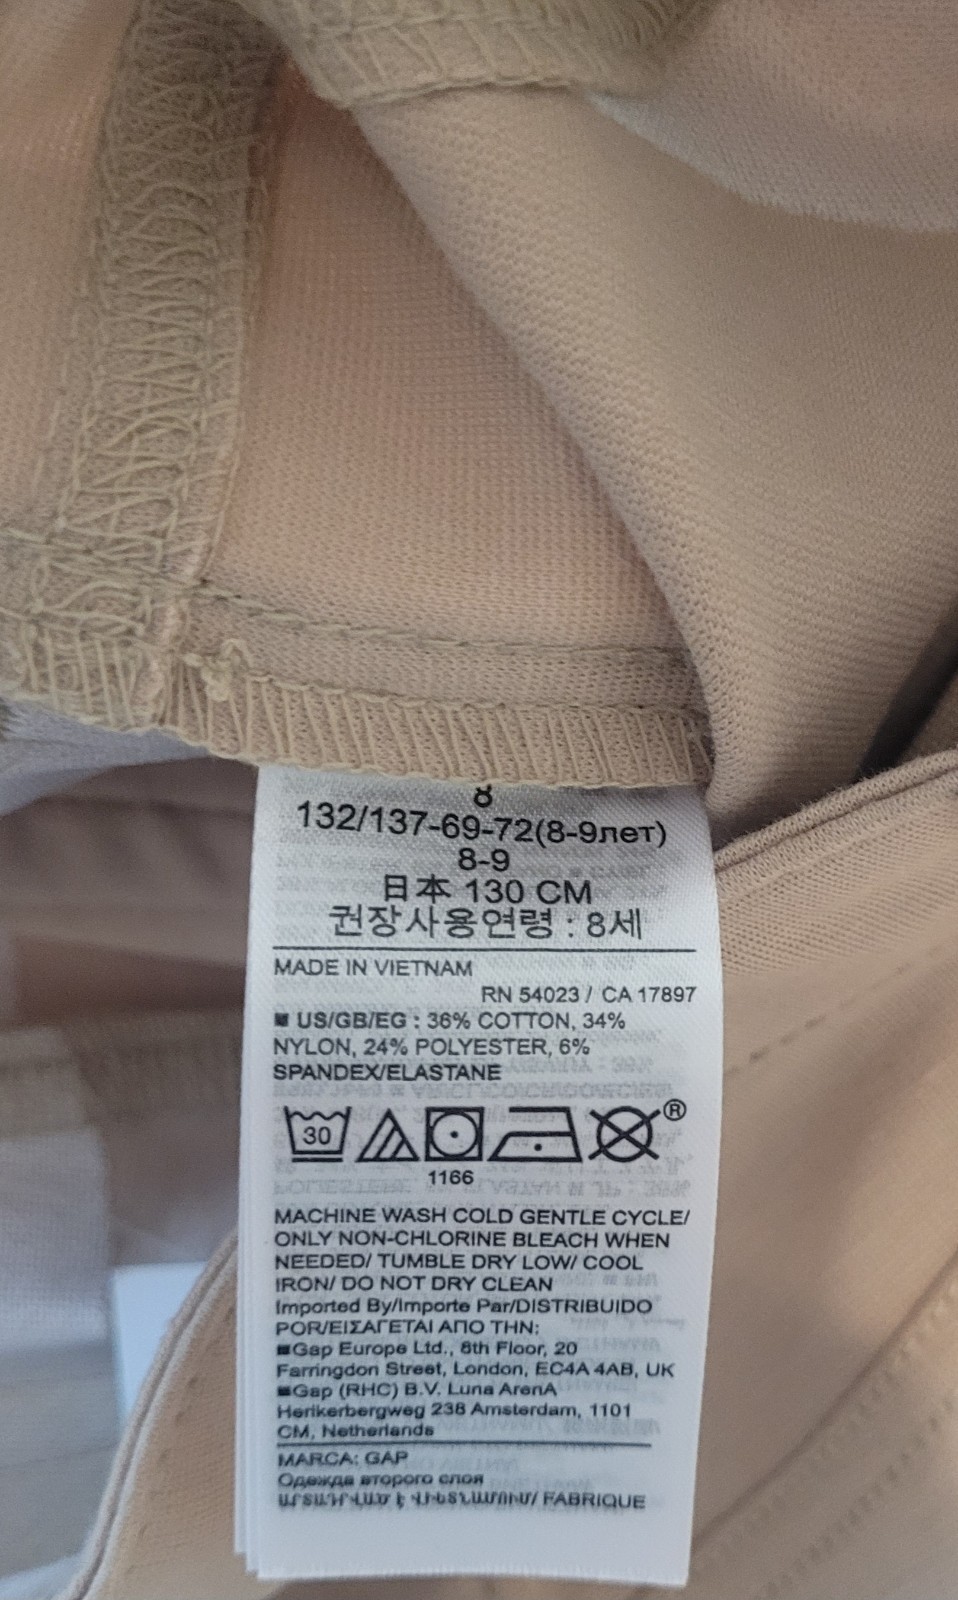 8
132/137-69-72(8-9лет)
8-9
日本 130 CM
권장사용연령 : 8세
MADE IN VIETNAM
RN 54023 / CA 17897
■ US/GB/EG : 36% COTTON, 34%
NYLON, 24% POLYESTER, 6%
SPANDEX/ELASTANE
30
®
1166
MACHINE WASH COLD GENTLE CYCLE/
ONLY NON-CHLORINE BLEACH WHEN
NEEDED/ TUMBLE DRY LOW/ COOL
IRON/ DO NOT DRY CLEAN
Imported By/Importe Par/DISTRIBUIDO
POR/ΕΙΣΑΓΕΤΑΙ ΑΠΟ ΤΗΝ:
■Gap Europe Ltd., 8th Floor, 20
Farringdon Street, London, EC4A 4AB, UK
■Gap (RHC) B.V. Luna ArenA
Herikerbergweg 238 Amsterdam, 1101
CM, Netherlands
MARCA: GAP
Одежда второго слоя
ԱՐՏԱԴՐՎԱԾ Է ՎԻԵՏՆԱՄՈՒՄ/ FABRIQUE